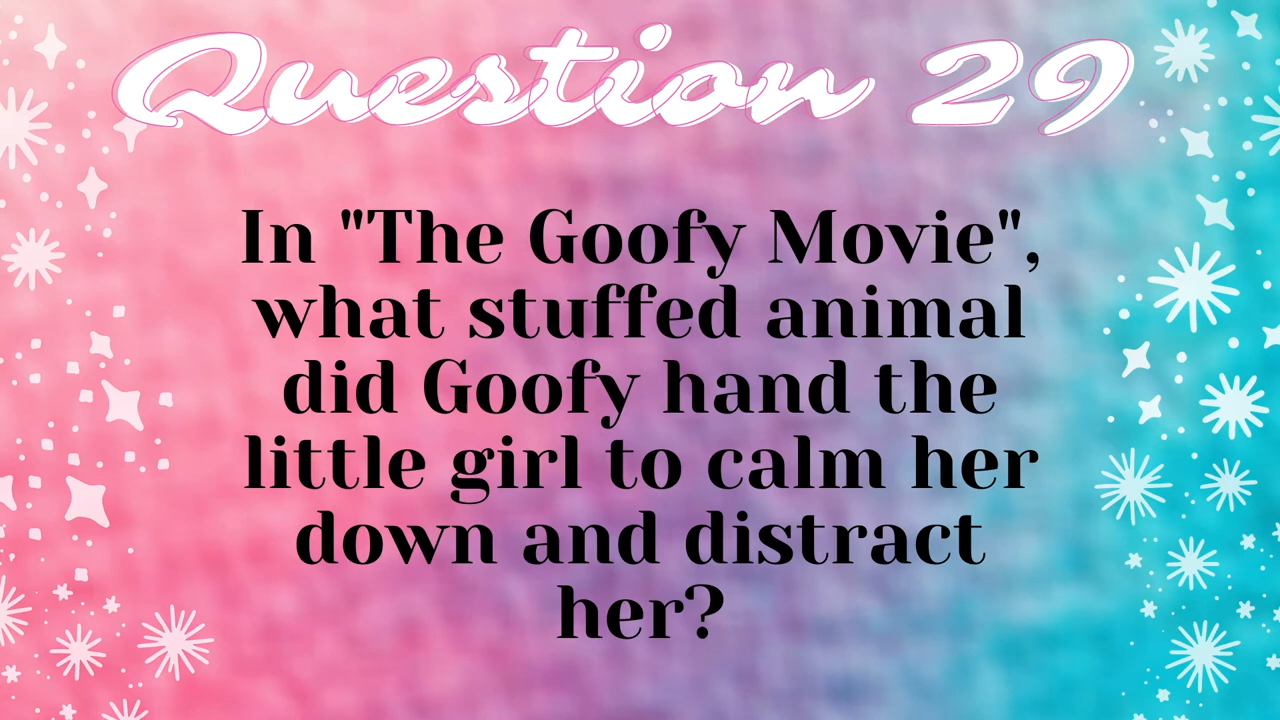 Question 29
In "The Goofy Movie",
what stuffed animal
did Goofy hand the
little girl to calm her
down and distract
her?